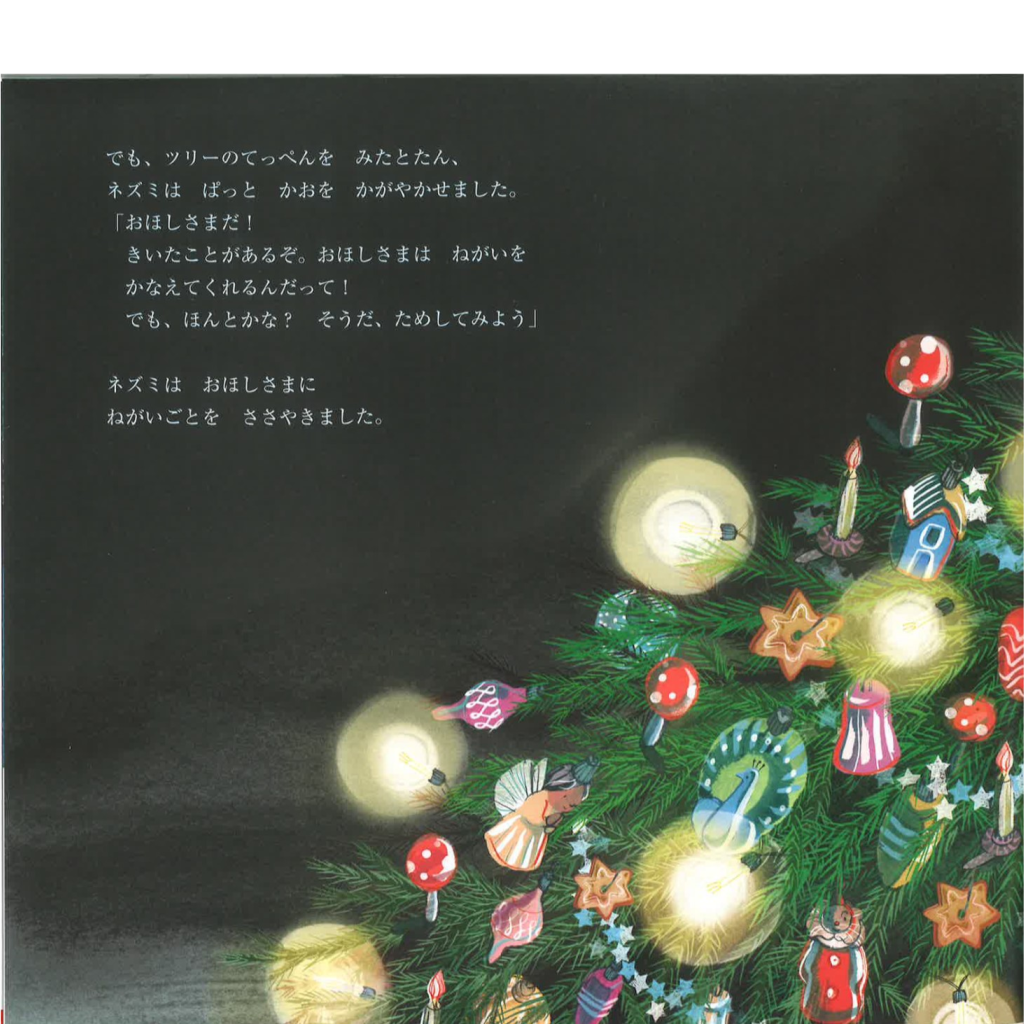 でも、ツリーのてっぺんを　みたとたん、
ネズミは　ぱっと　かおを　かがやかせました。
「おほしさまだ！
　きいたことがあるぞ。おほしさまは　ねがいを
　かなえてくれるんだって！
　でも、ほんとかな？　そうだ、ためしてみよう」
ネズミは　おほしさまに
ねがいごとを　ささやきました。